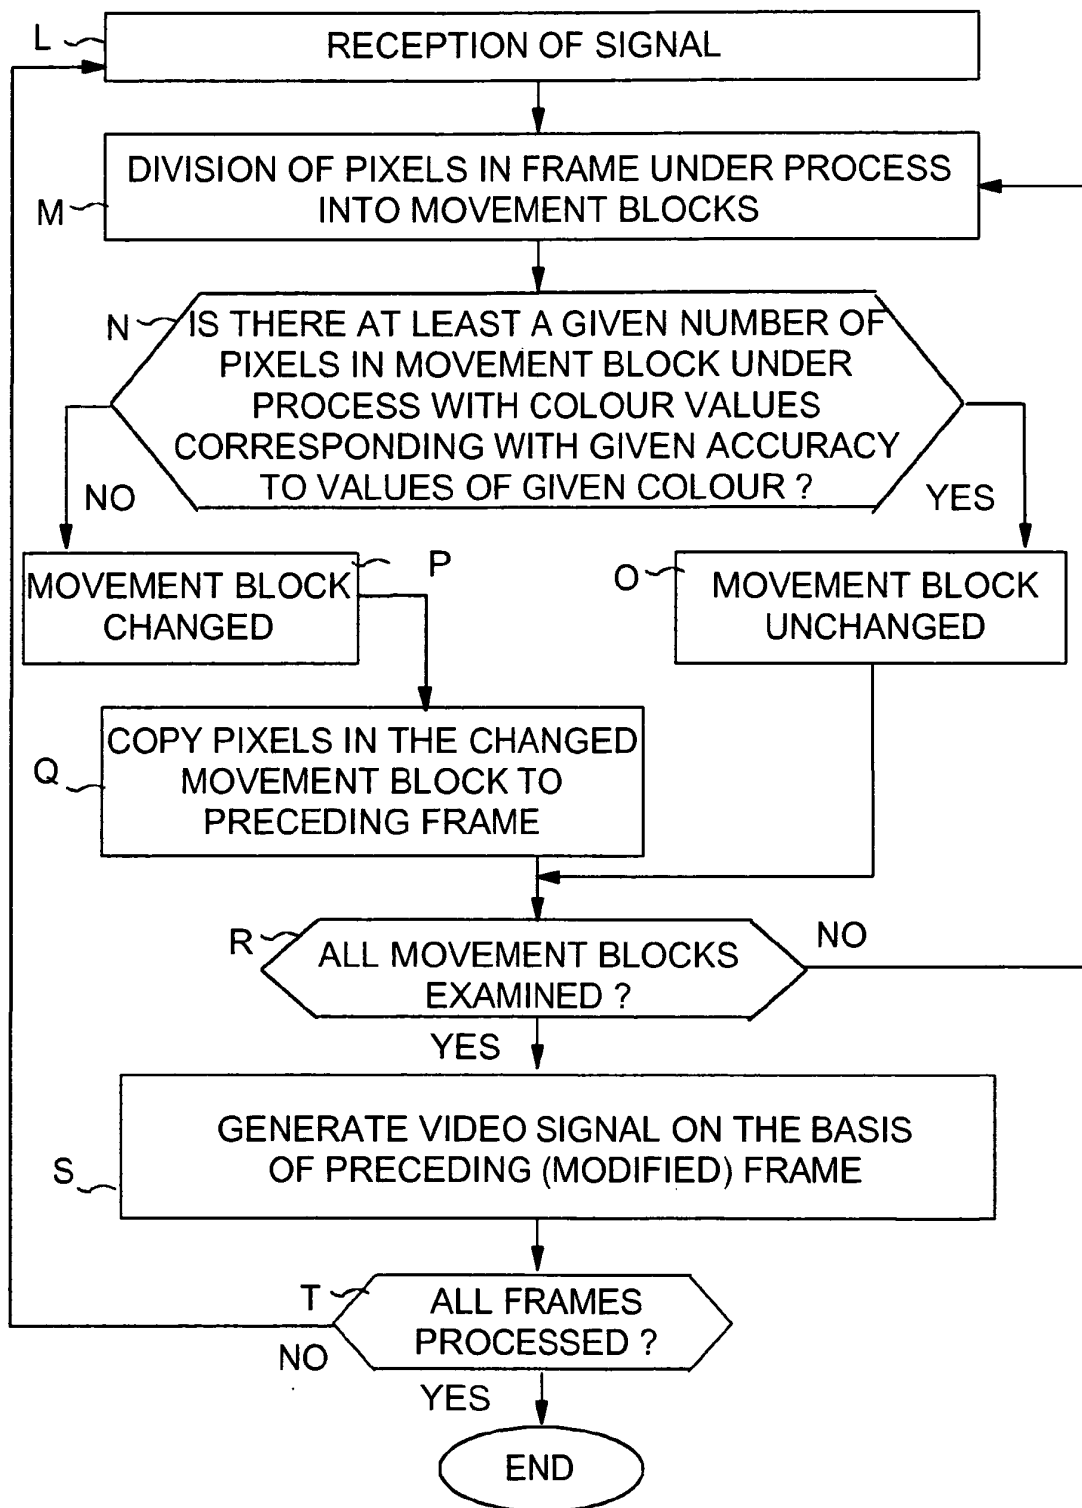 L
RECEPTION OF SIGNAL
DIVISION OF PIXELS IN FRAME UNDER PROCESS
INTO MOVEMENT BLOCKS
M
N
IS THERE AT LEAST A GIVEN NUMBER OF
PIXELS IN MOVEMENT BLOCK UNDER
PROCESS WITH COLOUR VALUES
CORRESPONDING WITH GIVEN ACCURACY
TO VALUES OF GIVEN COLOUR ?
NO
YES
P
MOVEMENT BLOCK
CHANGED
O
MOVEMENT BLOCK
UNCHANGED
Q
COPY PIXELS IN THE CHANGED
MOVEMENT BLOCK TO
PRECEDING FRAME
R
ALL MOVEMENT BLOCKS
EXAMINED ?
NO
YES
GENERATE VIDEO SIGNAL ON THE BASIS
OF PRECEDING (MODIFIED) FRAME
S
T
ALL FRAMES
PROCESSED ?
NO
YES
END